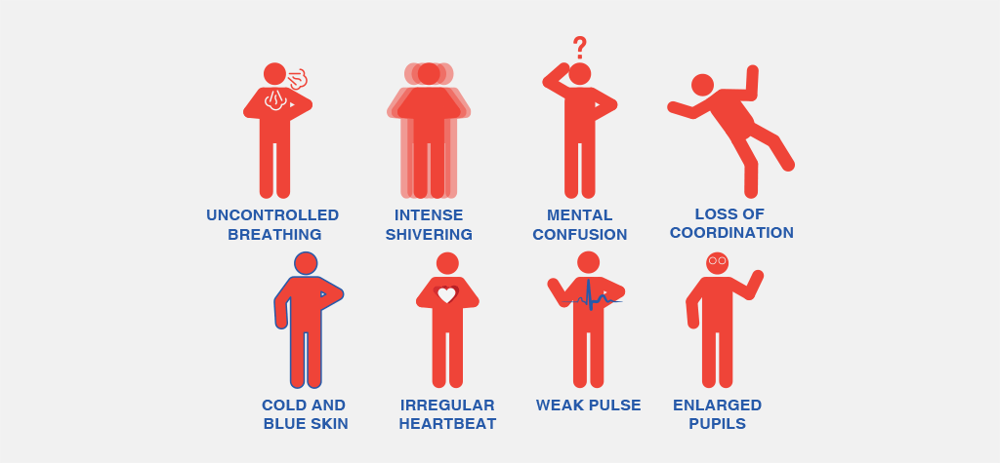 ?
UNCONTROLLED
BREATHING
INTENSE
SHIVERING
MENTAL
CONFUSION
LOSS OF
COORDINATION
COLD AND
BLUE SKIN
IRREGULAR
HEARTBEAT
WEAK PULSE
ENLARGED
PUPILS